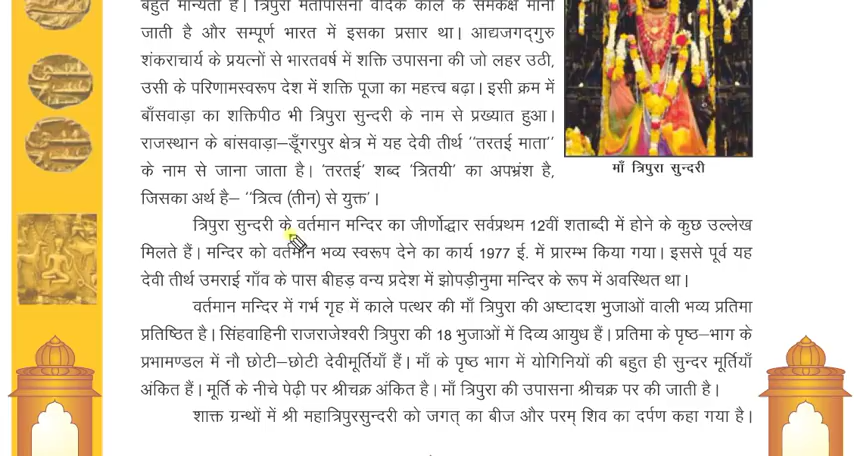 बहुत मान्यता है। त्रिपुरा मतोपासना वैदिक काल के समकक्ष मानी
जाती है और सम्पूर्ण भारत में इसका प्रसार था। आद्यजगद्गुरु
शंकराचार्य के प्रयत्नों से भारतवर्ष में शक्ति उपासना की जो लहर उठी,
उसी के परिणामस्वरूप देश में शक्ति पूजा का महत्त्व बढ़ा। इसी क्रम में
बाँसवाड़ा का शक्तिपीठ भी त्रिपुरा सुन्दरी के नाम से प्रख्यात हुआ।
राजस्थान के बांसवाड़ा–डूँगरपुर क्षेत्र में यह देवी तीर्थ ''तरतई माता''
के नाम से जाना जाता है। 'तरतई' शब्द 'त्रितयी' का अपभ्रंश है,
जिसका अर्थ है– ''त्रित्व (तीन) से युक्त'।
माँ त्रिपुरा सुन्दरी
त्रिपुरा सुन्दरी के वर्तमान मन्दिर का जीर्णोद्धार सर्वप्रथम 12वीं शताब्दी में होने के कुछ उल्लेख
मिलते हैं। मन्दिर को वर्तमान भव्य स्वरूप देने का कार्य 1977 ई. में प्रारम्भ किया गया। इससे पूर्व यह
देवी तीर्थ उमराई गाँव के पास बीहड़ वन्य प्रदेश में झोपड़ीनुमा मन्दिर के रूप में अवस्थित था।
वर्तमान मन्दिर में गर्भ गृह में काले पत्थर की माँ त्रिपुरा की अष्टादश भुजाओं वाली भव्य प्रतिमा
प्रतिष्ठित है। सिंहवाहिनी राजराजेश्वरी त्रिपुरा की 18 भुजाओं में दिव्य आयुध हैं। प्रतिमा के पृष्ठ–भाग के
प्रभामण्डल में नौ छोटी–छोटी देवीमूर्तियाँ हैं। माँ के पृष्ठ भाग में योगिनियों की बहुत ही सुन्दर मूर्तियाँ
अंकित हैं। मूर्ति के नीचे पेढ़ी पर श्रीचक्र अंकित है। माँ त्रिपुरा की उपासना श्रीचक्र पर की जाती है।
शाक्त ग्रन्थों में श्री महात्रिपुरसुन्दरी को जगत् का बीज और परम् शिव का दर्पण कहा गया है।